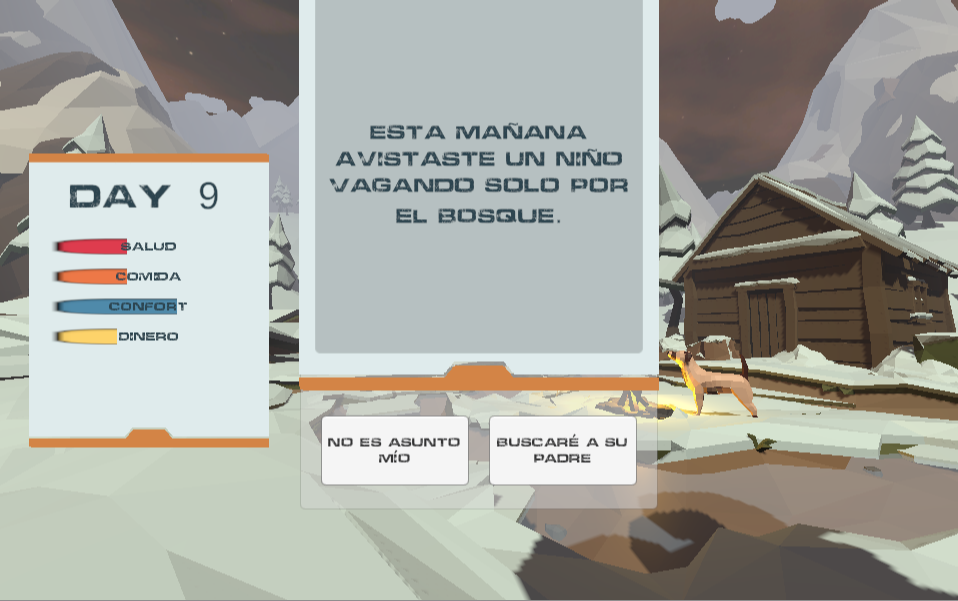 ESTA MAÑANA
AVISTASTE UN NIÑO
VAGANDO SOLO POR
EL BOSQUE.
DAY 9
SALUD
COMIDA
CONFORT
DINERO
NO ES ASUNTO
MÍO
BUSCARÉ A SU
PADRE